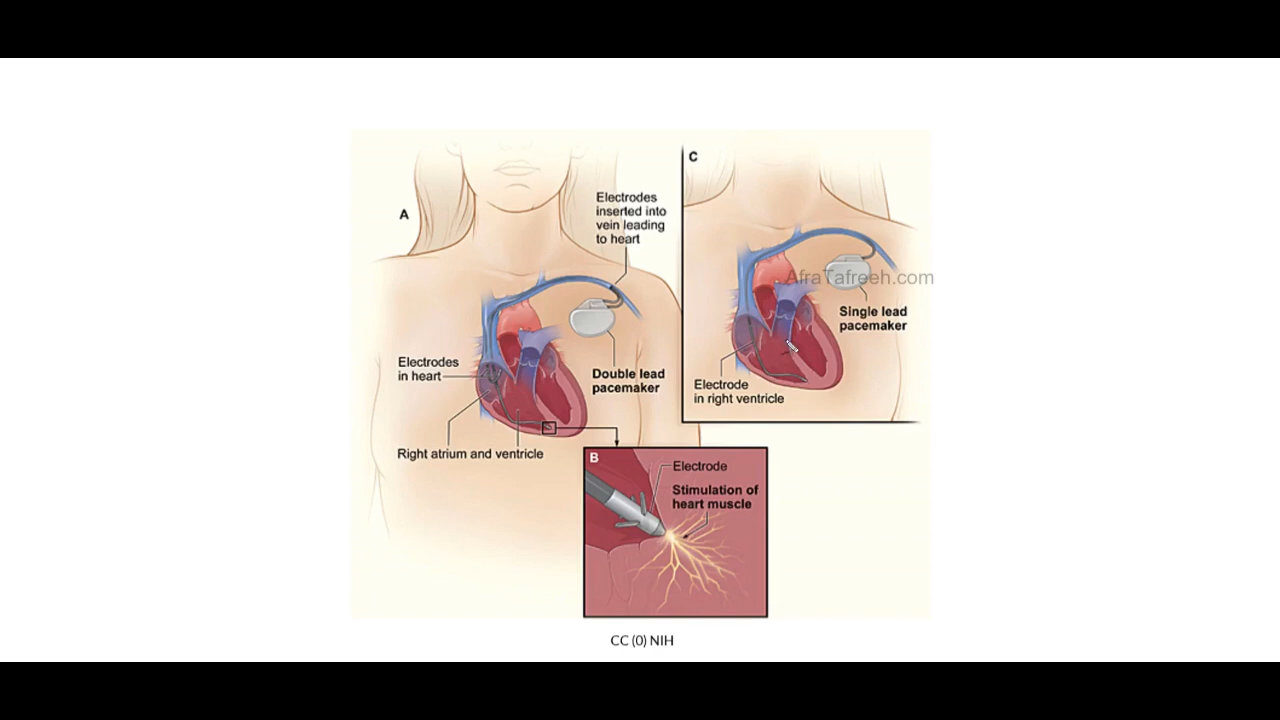 A
Electrodes
inserted into
vein leading
to heart
Double lead
pacemaker
Electrodes
in heart
Right atrium and ventricle
C
AfraTafreeh.com
Single lead
pacemaker
Electrode
in right ventricle
B
Electrode
Stimulation of
heart muscle
CC (0) NIH